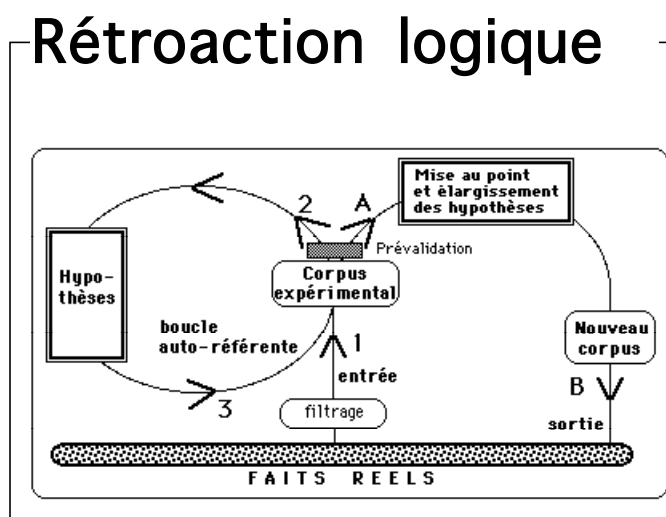 Rétroaction logique
Mise au point
et élargissement
des hypothèses
2
A
Prévalidation
Hypo-
thèses
Corpus
expérimental
boucle
auto-référente
1
entrée
Nouveau
corpus
3
filtrage
B
sortie
FAITS REELS